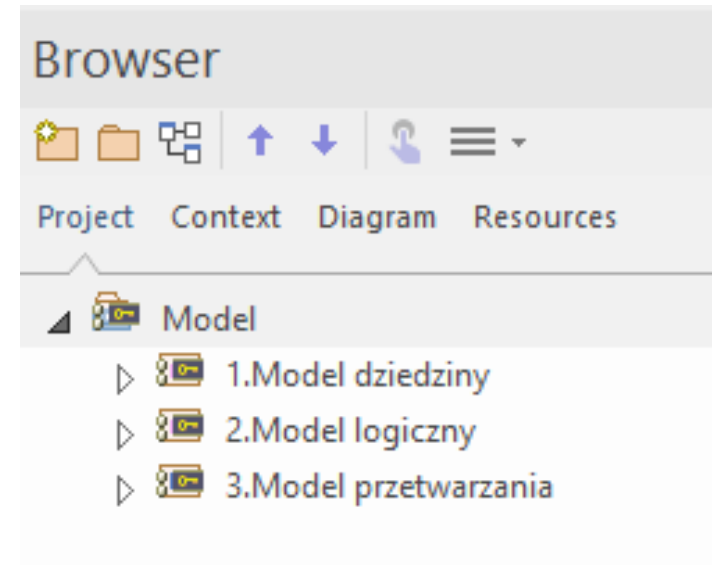 Browser
Project Context Diagram Resources
Model
1.Model dziedziny
2.Model logiczny
3.Model przetwarzania